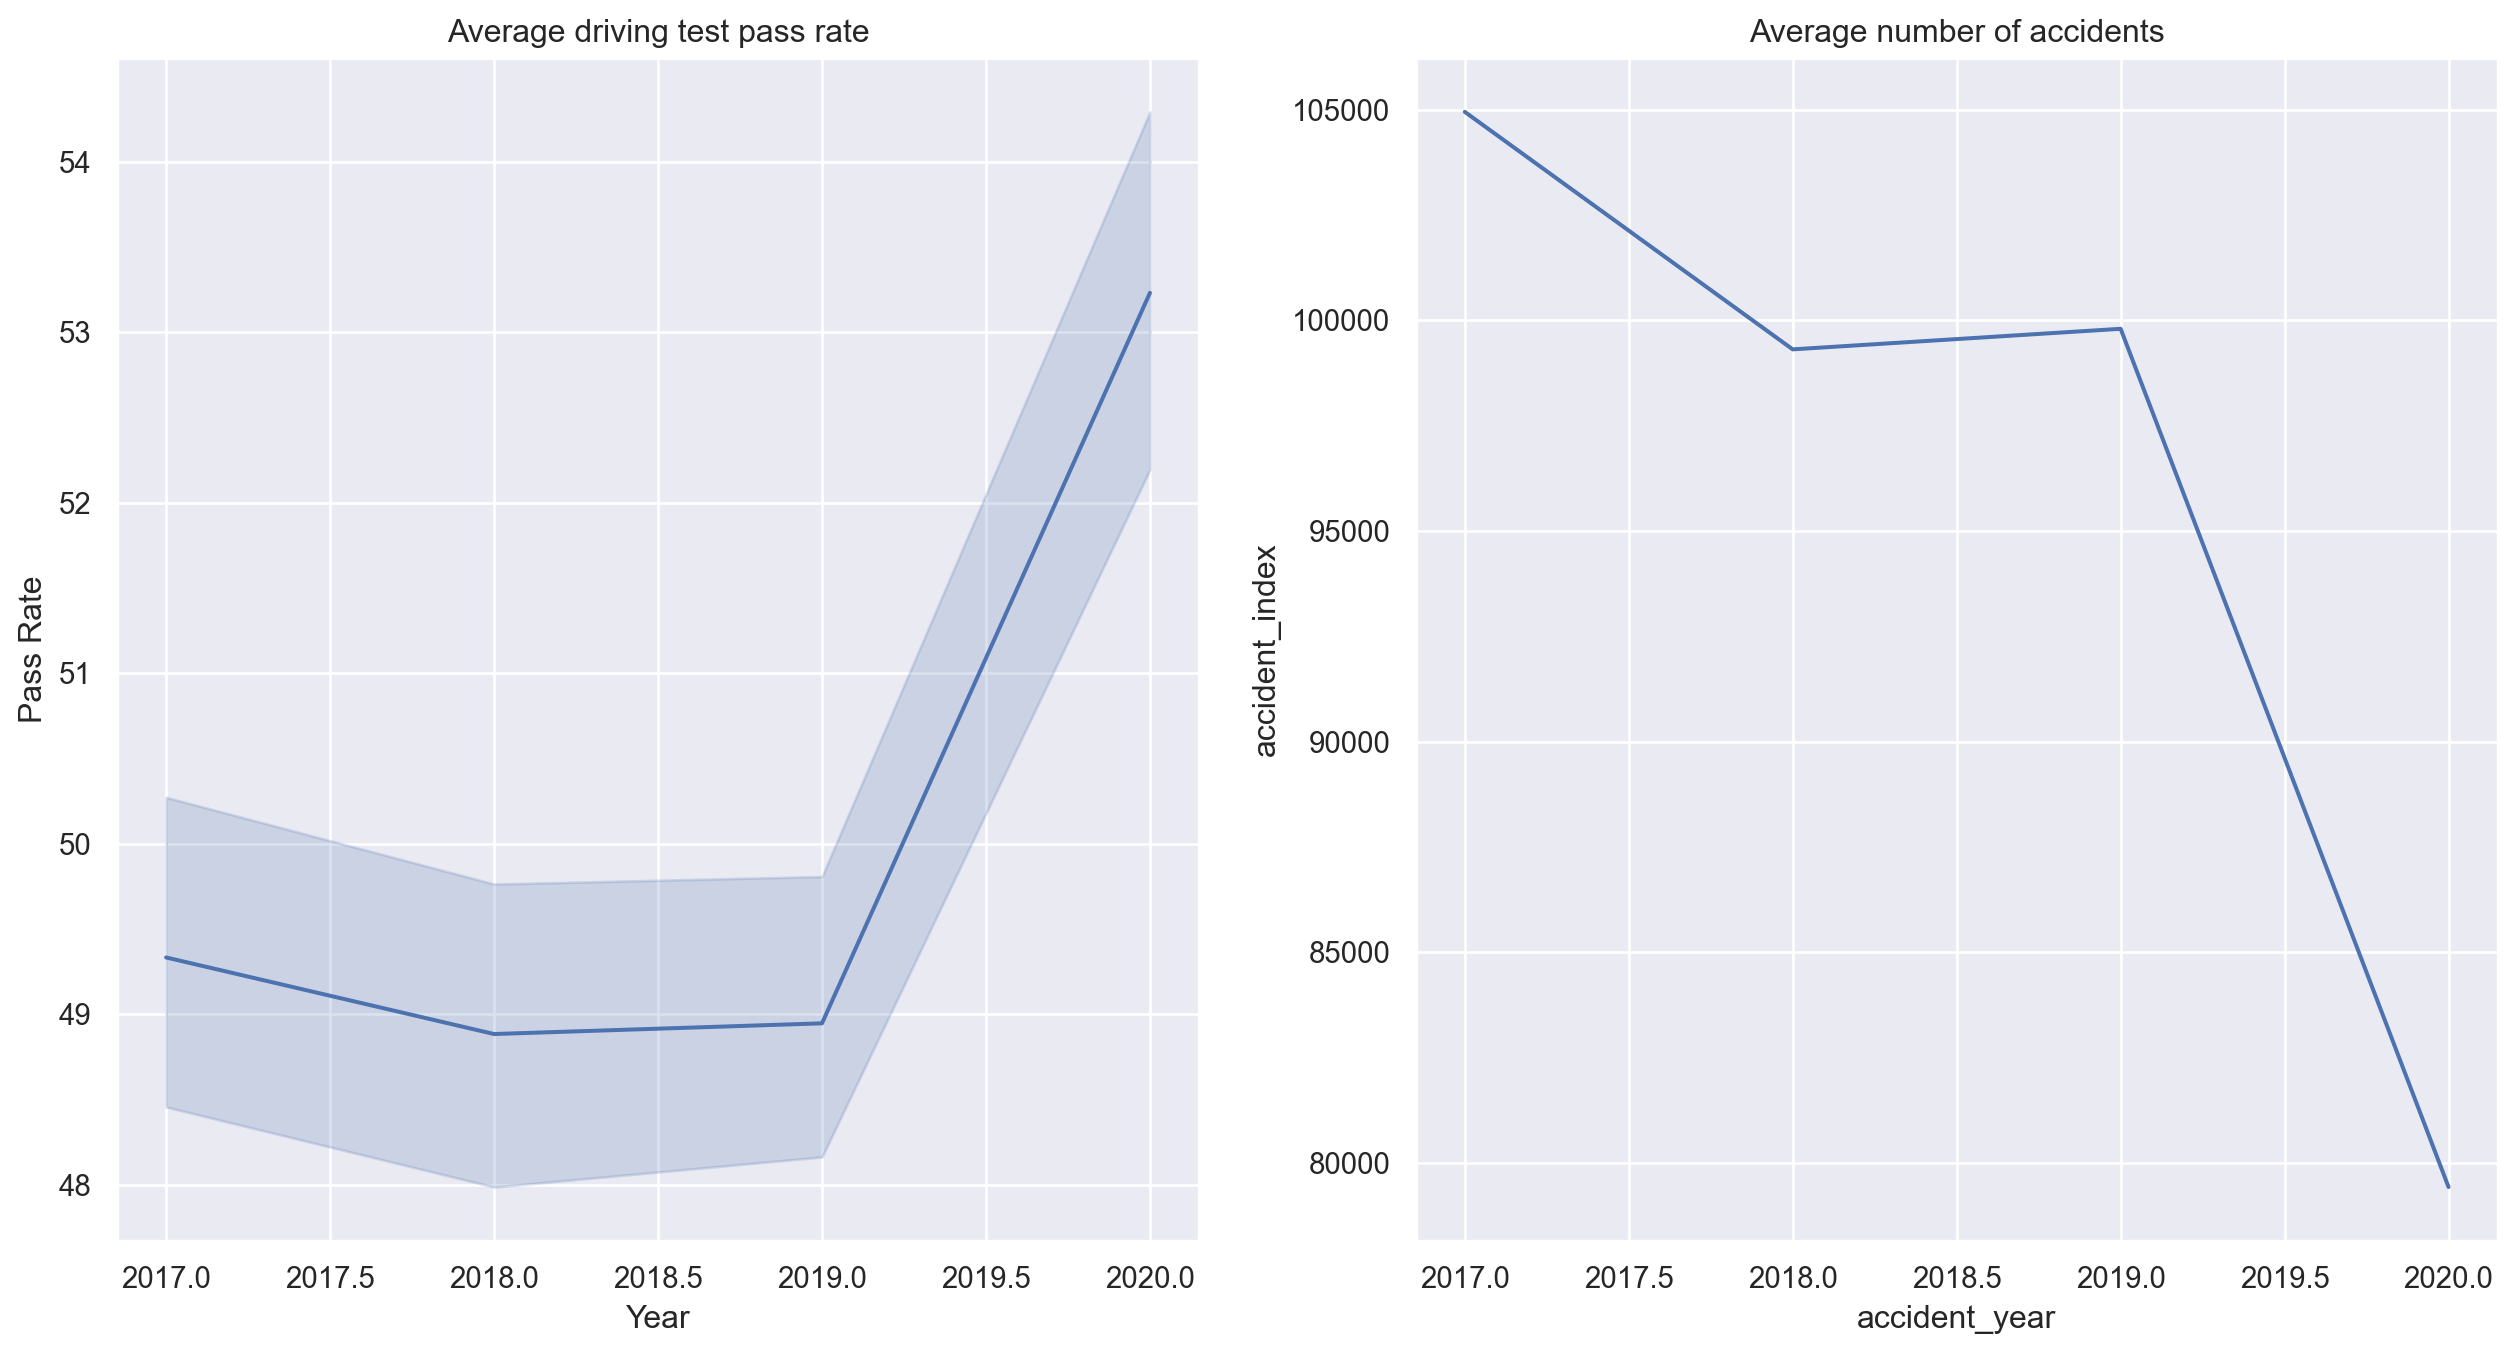 Average driving test pass rate
54
53
52
51
50
49
48
Pass Rate
2017.0 2017.5 2018.0 2018.5 2019.0 2019.5 2020.0
Year
Average number of accidents
105000
100000
95000
90000
85000
80000
accident_index
2017.0 2017.5 2018.0 2018.5 2019.0 2019.5 2020.0
accident_year